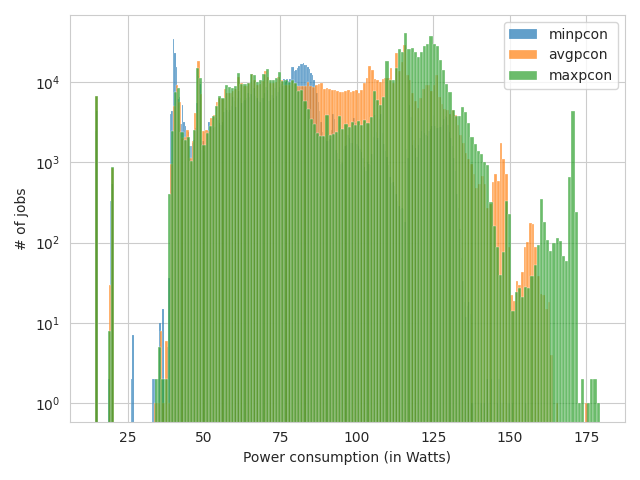 minpcon
avgpcon
maxpcon
# of jobs
10⁴
10³
10²
10¹
10⁰
25 50 75 100 125 150 175
Power consumption (in Watts)